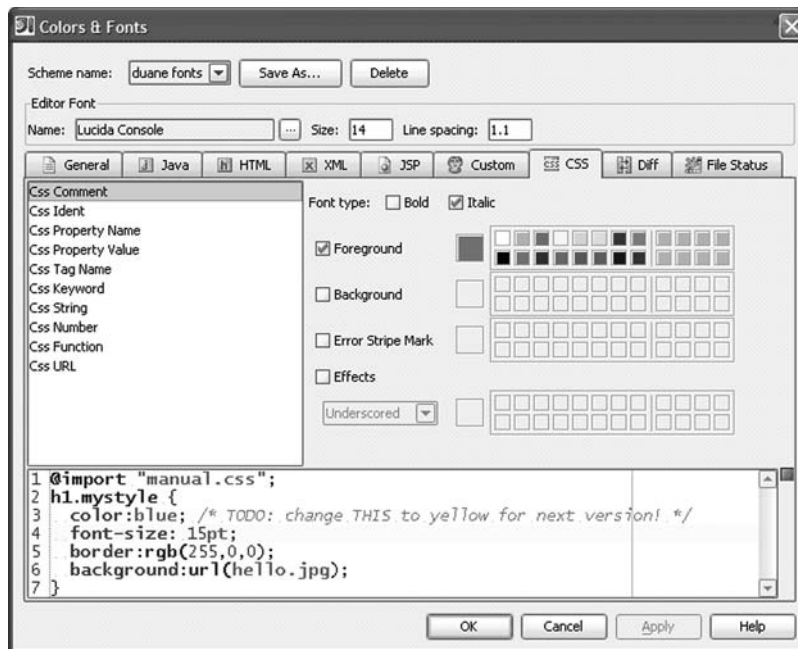 Colors & Fonts
Scheme name: duane fonts Save As... Delete
Editor Font
Name: Lucida Console ... Size: 14 Line spacing: 1.1
General Java HTML XML JSP Custom CSS Diff File Status
Css Comment
Css Ident
Css Property Name
Css Property Value
Css Tag Name
Css Keyword
Css String
Css Number
Css Function
Css URL
Font type: Bold Italic
Foreground
Background
Error Stripe Mark
Effects
Underscored
1 @import "manual.css";
2 h1.mystyle {
3 color:blue; /* TODO: change THIS to yellow for next version! */
4 font-size: 15pt;
5 border:rgb(255,0,0);
6 background:url(hello.jpg);
7 }
OK Cancel Apply Help